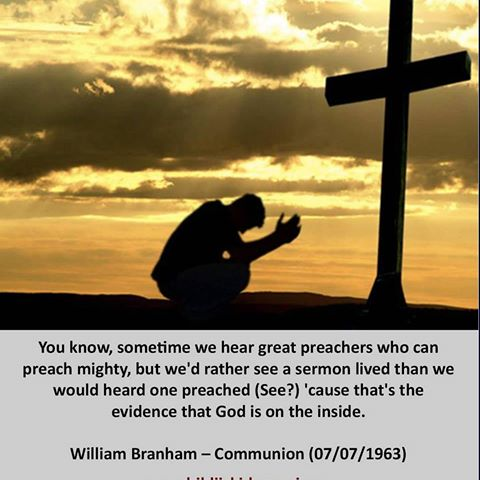 You know, sometime we hear great preachers who can
preach mighty, but we'd rather see a sermon lived than we
would heard one preached (See?) 'cause that's the
evidence that God is on the inside.
William Branham – Communion (07/07/1963)